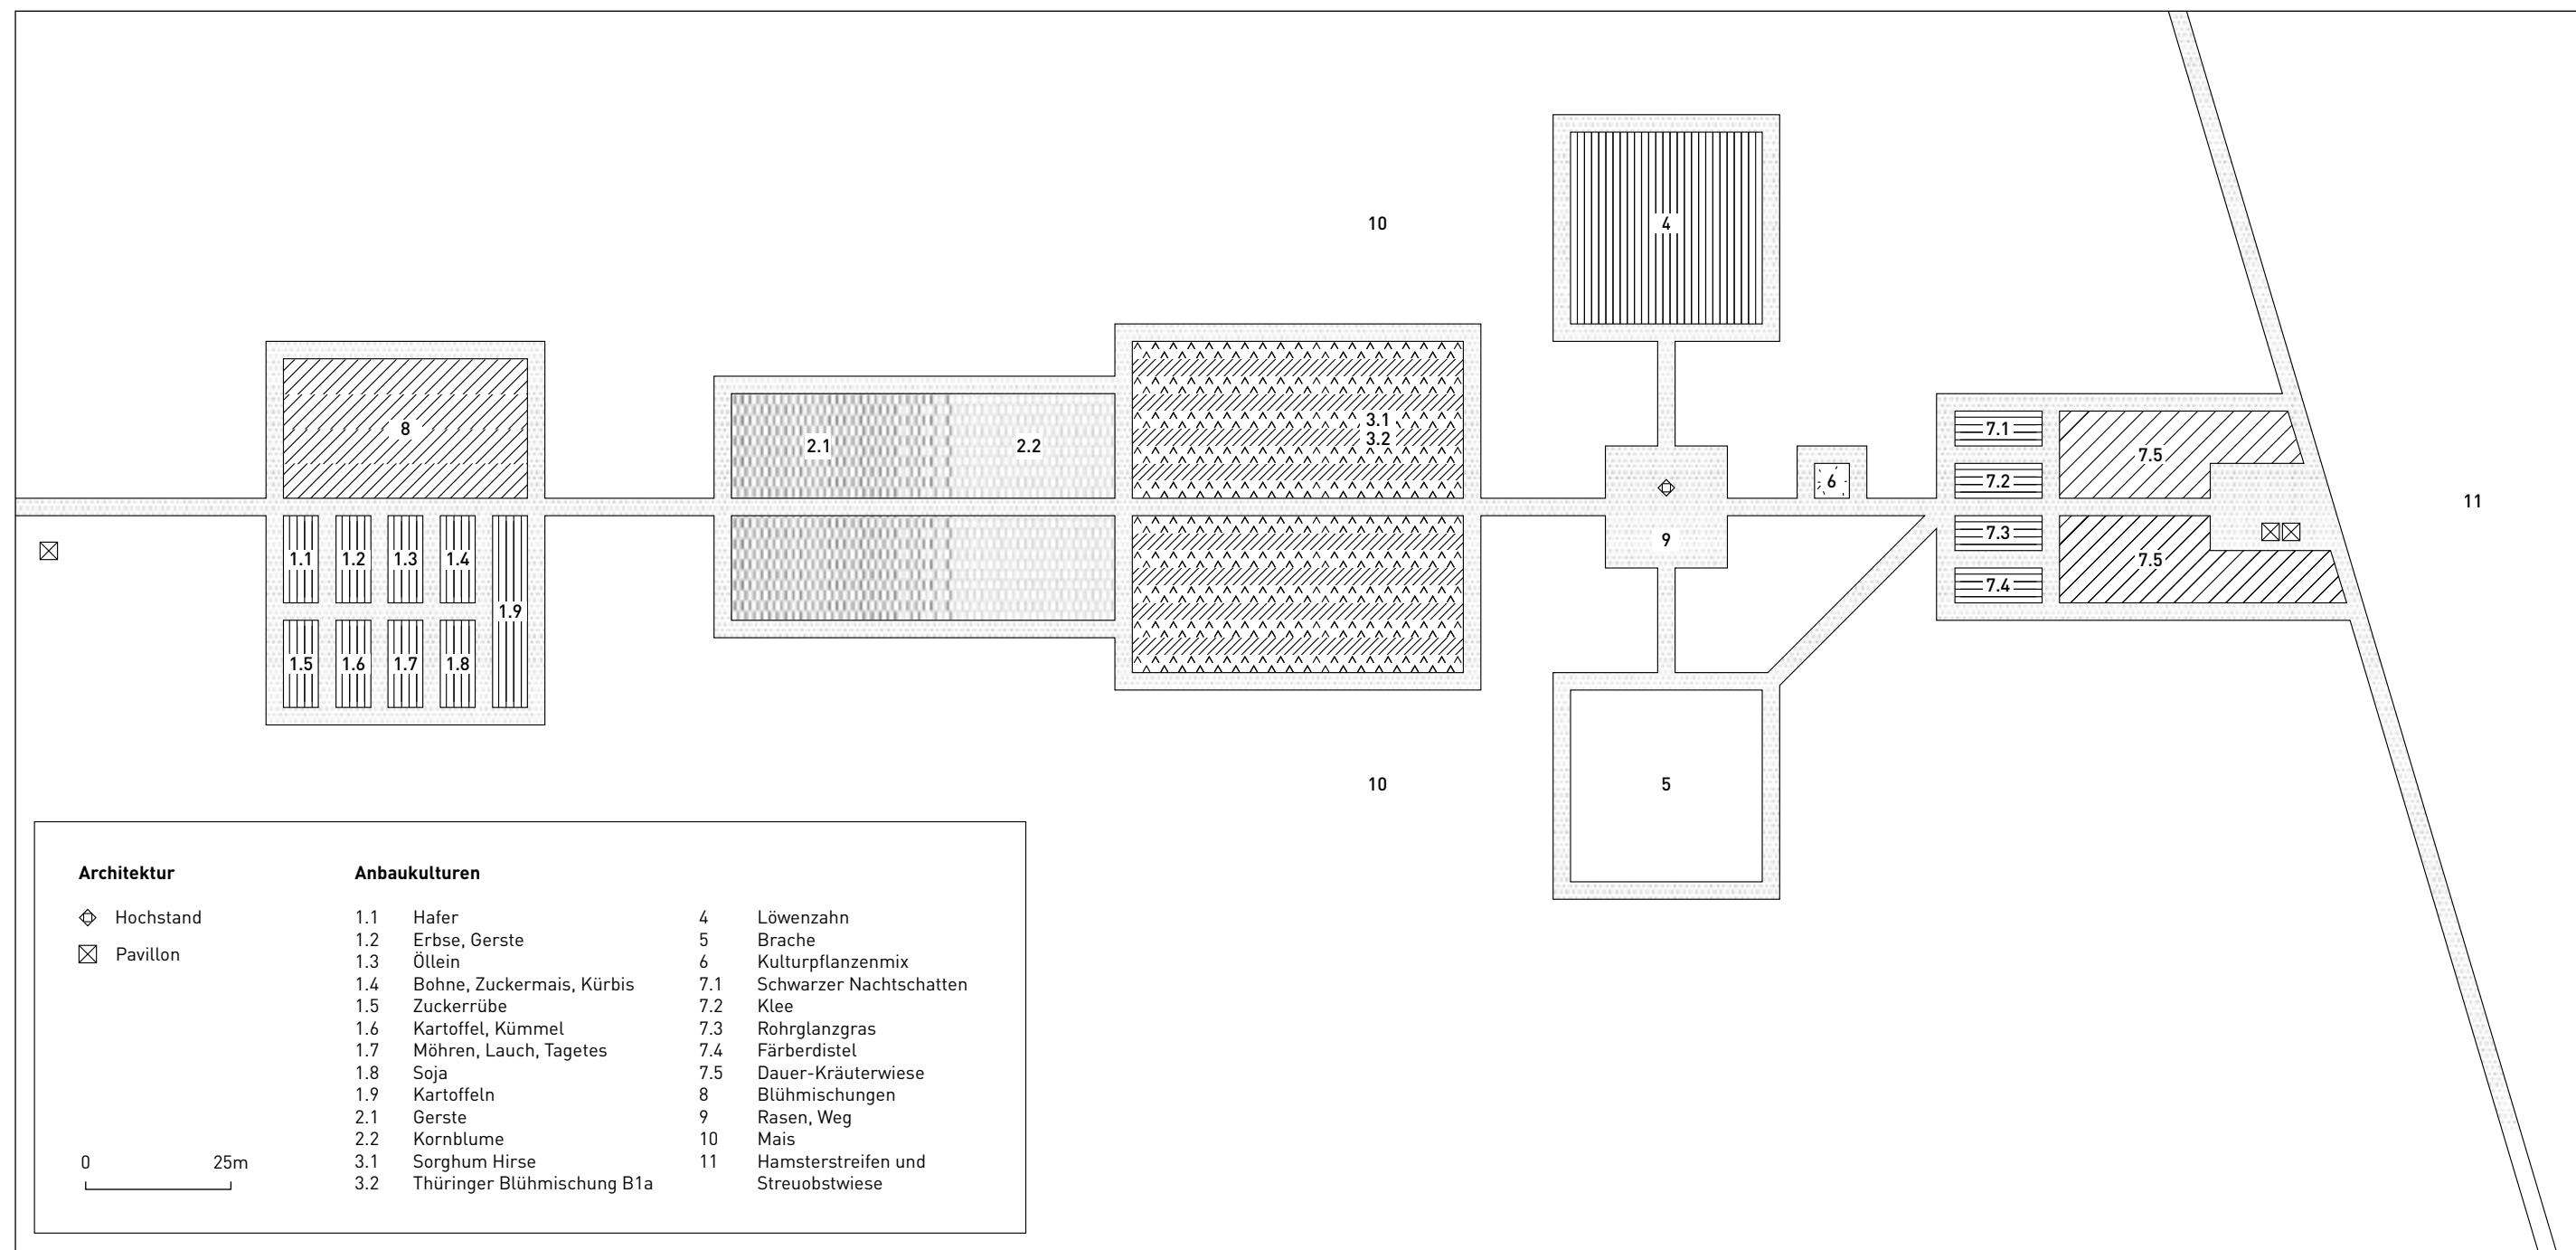 10
4
8
2.1
2.2
3.1
3.2
6
7.1
7.2
7.3
7.4
7.5
7.5
11
9
1.1
1.2
1.3
1.4
1.9
1.5
1.6
1.7
1.8
10
5
Architektur
Hochstand
Pavillon
0 25m
Anbaukulturen
1.1 Hafer
1.2 Erbse, Gerste
1.3 Öllein
1.4 Bohne, Zuckermais, Kürbis
1.5 Zuckerrübe
1.6 Kartoffel, Kümmel
1.7 Möhren, Lauch, Tagetes
1.8 Soja
1.9 Kartoffeln
2.1 Gerste
2.2 Kornblume
3.1 Sorghum Hirse
3.2 Thüringer Blühmischung B1a
4 Löwenzahn
5 Brache
6 Kulturpflanzenmix
7.1 Schwarzer Nachtschatten
7.2 Klee
7.3 Rohrglanzgras
7.4 Färberdistel
7.5 Dauer-Kräuterwiese
8 Blühmischungen
9 Rasen, Weg
10 Mais
11 Hamsterstreifen und
Streuobstwiese